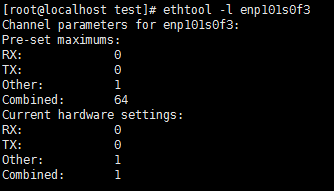 [root@localhost test]# ethtool -l enp101s0f3
Channel parameters for enp101s0f3:
Pre-set maximums:
RX: 0
TX: 0
Other: 1
Combined: 64
Current hardware settings:
RX: 0
TX: 0
Other: 1
Combined: 1